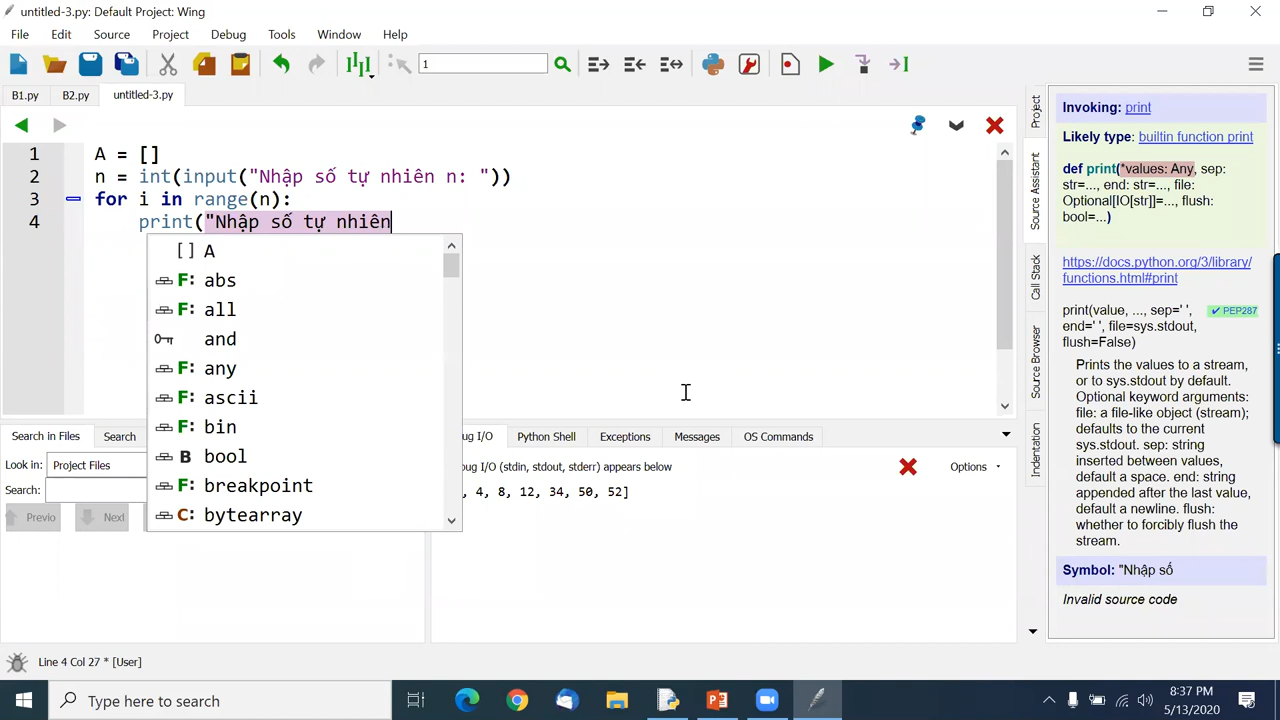 untitled-3.py: Default Project: Wing
File Edit Source Project Debug Tools Window Help
1
B1.py B2.py untitled-3.py
1 A = []
2 n = int(input("Nhập số tự nhiên n: "))
3 for i in range(n):
4 print("Nhập số tự nhiên
[] A
F: abs
F: all
and
F: any
F: ascii
F: bin
B bool
F: breakpoint
C: bytearray
Project
Source Assistant
Call Stack
Source Browser
Indentation
Invoking: print
Likely type: builtin function print
def print(*values: Any, sep:
str=..., end: str=..., file:
Optional[IO[str]]=..., flush:
bool=...)
https://docs.python.org/3/library/
functions.html#print
print(value, ..., sep=' ', ✔ PEP287
end=' ', file=sys.stdout,
flush=False)
Prints the values to a stream,
or to sys.stdout by default.
Optional keyword arguments:
file: a file-like object (stream);
defaults to the current
sys.stdout. sep: string
inserted between values,
default a space. end: string
appended after the last value,
default a newline. flush:
whether to forcibly flush the
stream.
Symbol: "Nhập số
Invalid source code
Search in Files Search
Look in: Project Files
Search:
Previo Next
ug I/O Python Shell Exceptions Messages OS Commands
bug I/O (stdin, stdout, stderr) appears below Options
, 4, 8, 12, 34, 50, 52]
Line 4 Col 27 * [User]
Type here to search
8:37 PM
5/13/2020